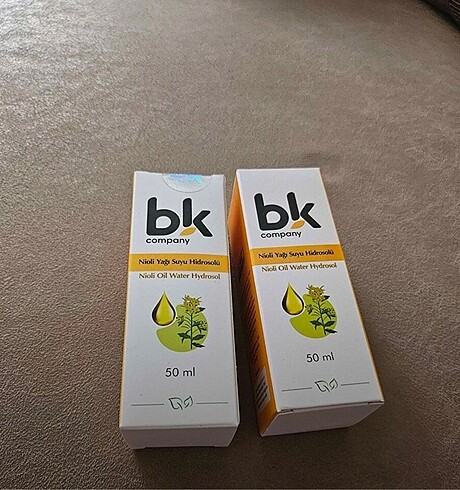 bk
company
Nioli Yağı Suyu Hidrosolü
Nioli Oil Water Hydrosol
50 ml
bk
company
Nioli Yağı Suyu Hidrosolü
Nioli Oil Water Hydrosol
50 ml